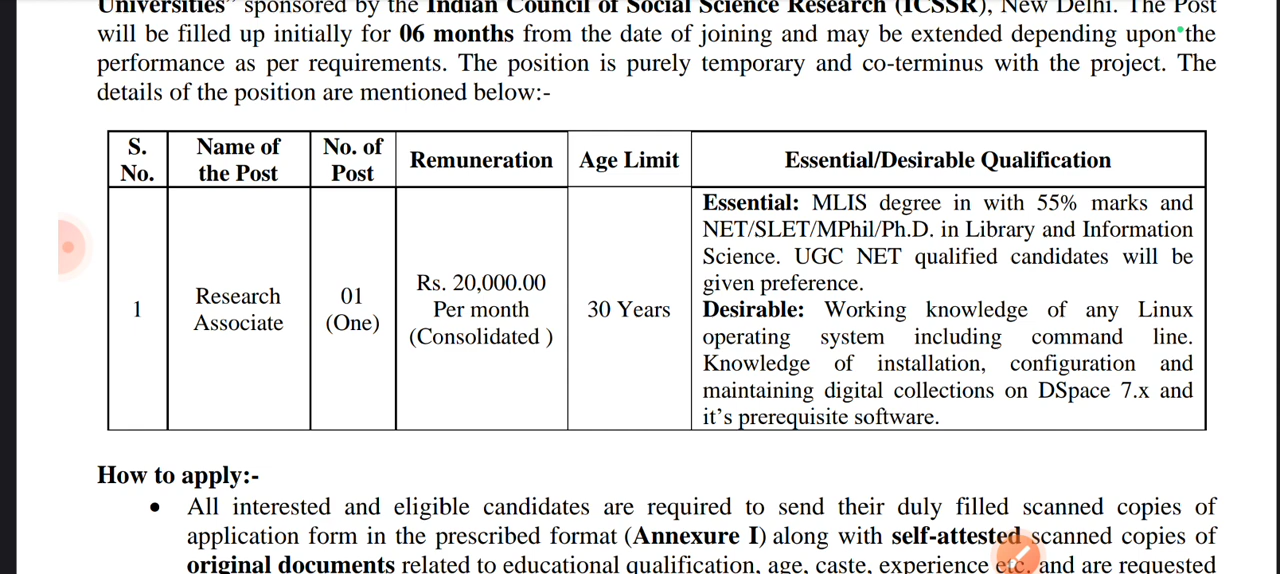 Universities" sponsored by the Indian Council of Social Science Research (ICSSR), New Delhi. The Post
will be filled up initially for 06 months from the date of joining and may be extended depending upon the
performance as per requirements. The position is purely temporary and co-terminus with the project. The
details of the position are mentioned below:-
S. No.
Name of the Post
No. of Post
Remuneration
Age Limit
Essential/Desirable Qualification
1
Research
Associate
01
(One)
Rs. 20,000.00
Per month
(Consolidated )
30 Years
Essential: MLIS degree in with 55% marks and
NET/SLET/MPhil/Ph.D. in Library and Information
Science. UGC NET qualified candidates will be
given preference.
Desirable: Working knowledge of any Linux
operating system including command line.
Knowledge of installation, configuration and
maintaining digital collections on DSpace 7.x and
it's prerequisite software.
How to apply:-
• All interested and eligible candidates are required to send their duly filled scanned copies of
application form in the prescribed format (Annexure I) along with self-attested scanned copies of
original documents related to educational qualification, age, caste, experience etc. and are requested